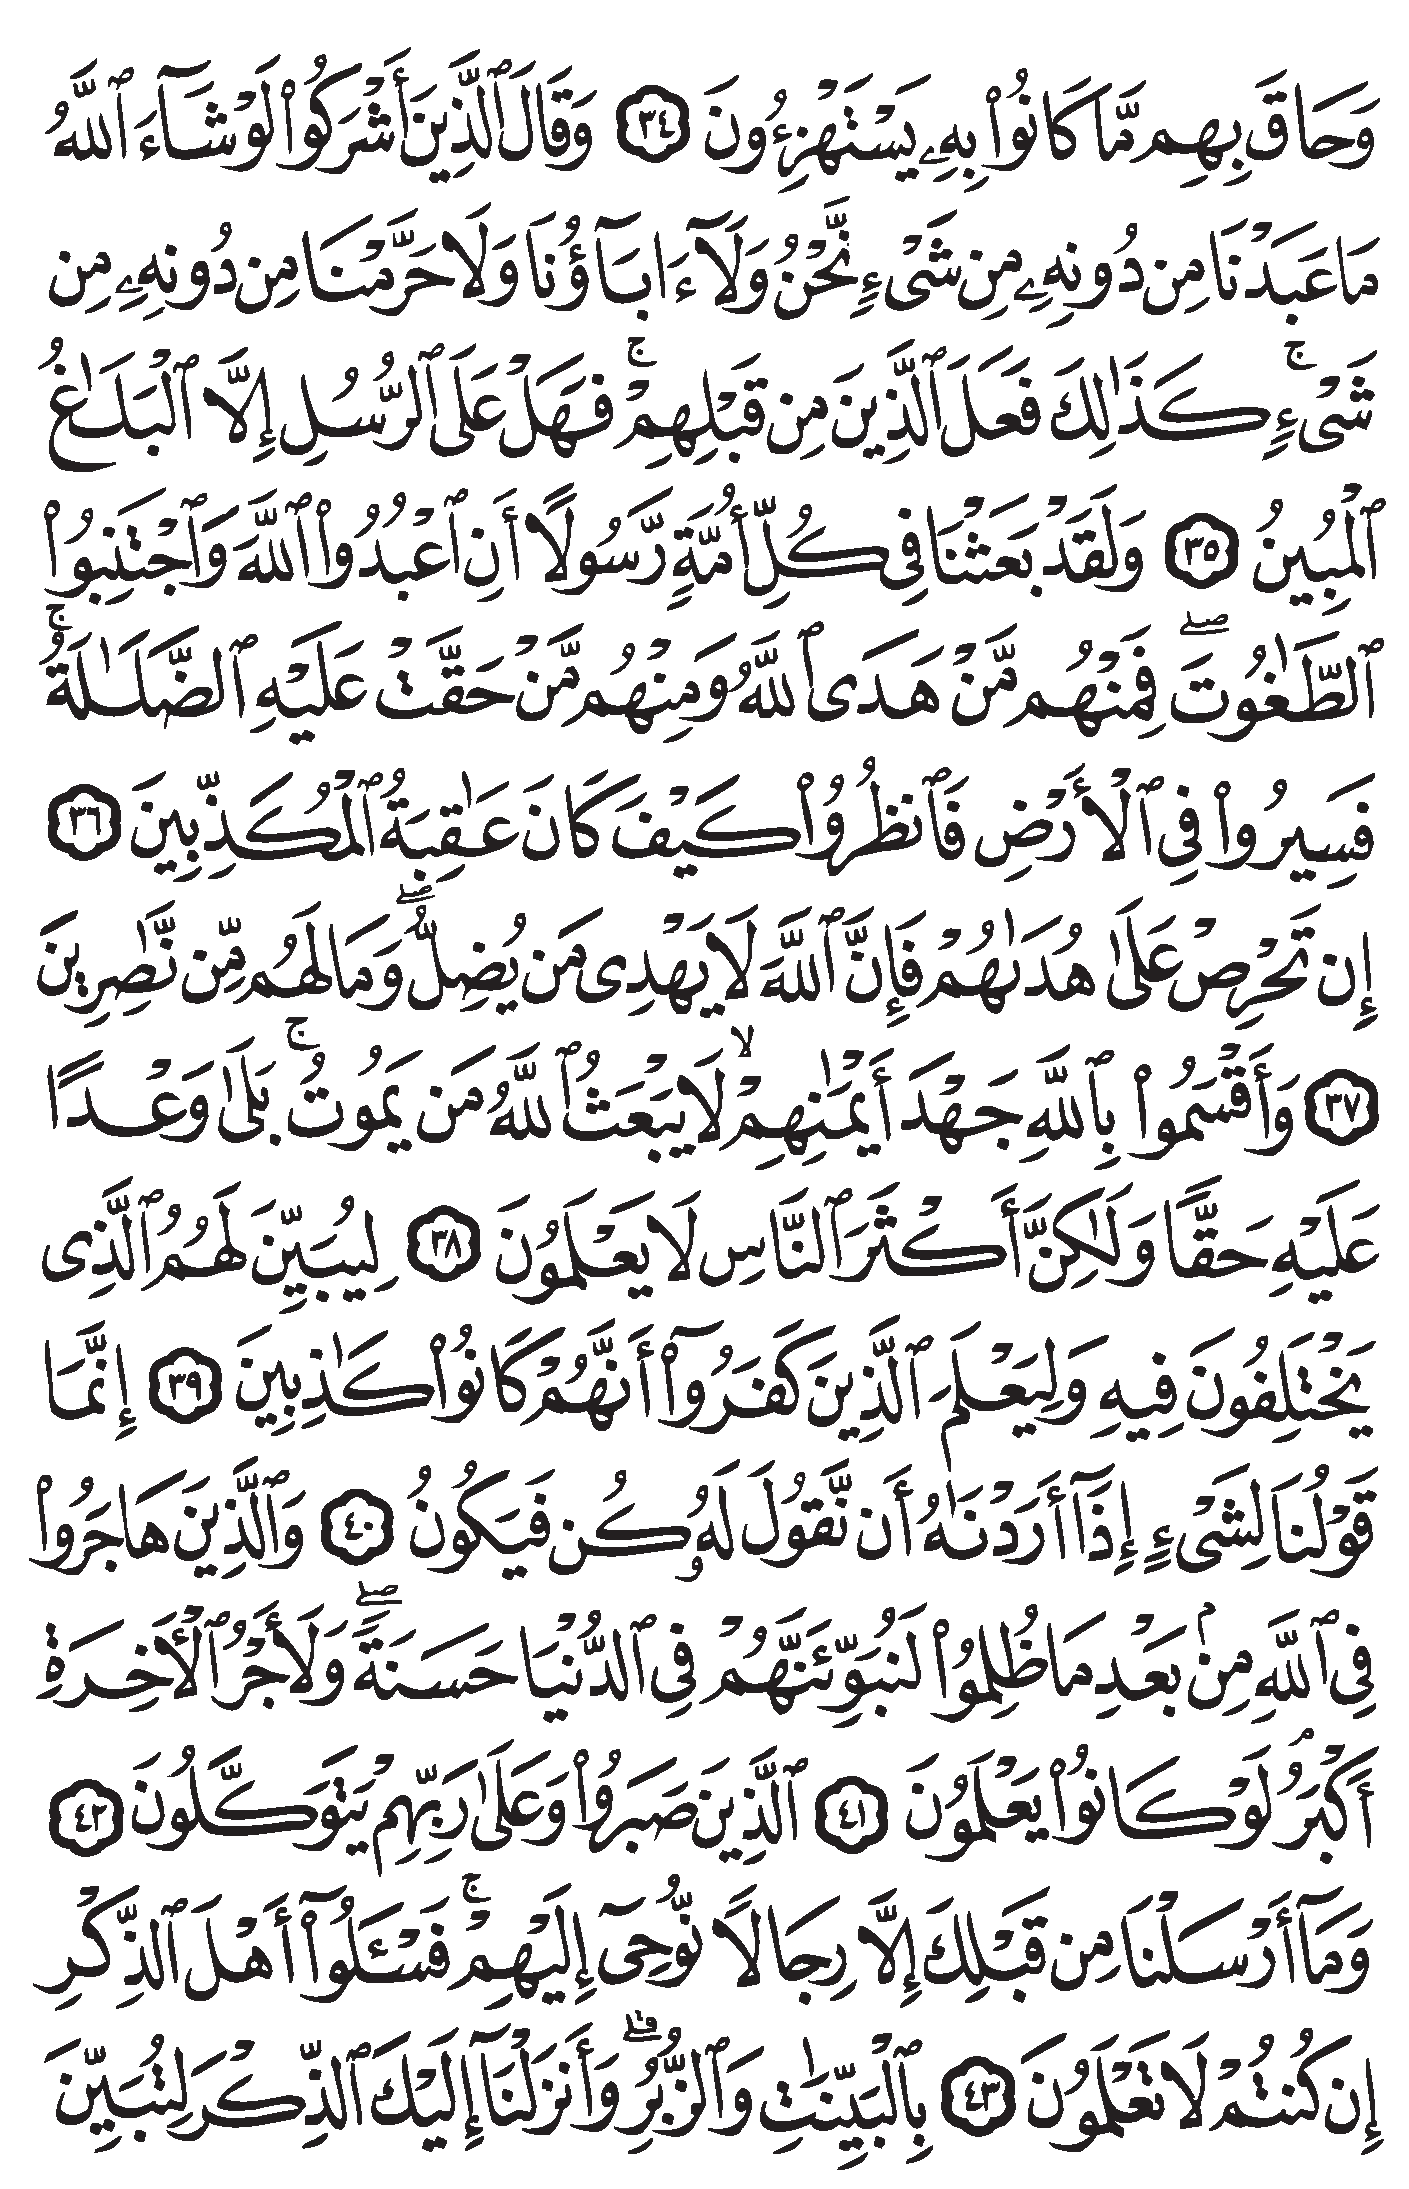 وَحَاقَ بِهِم مَّا كَانُوا۟ بِهِۦ يَسْتَهْزِءُونَ ٣٤ وَقَالَ ٱلَّذِينَ أَشْرَكُوا۟ لَوْ شَآءَ ٱللَّهُ
مَا عَبَدْنَا مِن دُونِهِۦ مِن شَىْءٍ نَّحْنُ وَلَآ ءَابَآؤُنَا وَلَا حَرَّمْنَا مِن دُونِهِۦ مِن
شَىْءٍ ۚ كَذَٰلِكَ فَعَلَ ٱلَّذِينَ مِن قَبْلِهِمْ ۚ فَهَلْ عَلَى ٱلرُّسُلِ إِلَّا ٱلْبَلَـٰغُ
ٱلْمُبِينُ ٣٥ وَلَقَدْ بَعَثْنَا فِى كُلِّ أُمَّةٍ رَّسُولًا أَنِ ٱعْبُدُوا۟ ٱللَّهَ وَٱجْتَنِبُوا۟
ٱلطَّـٰغُوتَ ۖ فَمِنْهُم مَّنْ هَدَى ٱللَّهُ وَمِنْهُم مَّنْ حَقَّتْ عَلَيْهِ ٱلضَّلَـٰلَةُ ۚ
فَسِيرُوا۟ فِى ٱلْأَرْضِ فَٱنظُرُوا۟ كَيْفَ كَانَ عَـٰقِبَةُ ٱلْمُكَذِّبِينَ ٣٦
إِن تَحْرِصْ عَلَىٰ هُدَىٰهُمْ فَإِنَّ ٱللَّهَ لَا يَهْدِى مَن يُضِلُّ ۖ وَمَا لَهُم مِّن نَّـٰصِرِينَ
٣٧ وَأَقْسَمُوا۟ بِٱللَّهِ جَهْدَ أَيْمَـٰنِهِمْ ۙ لَا يَبْعَثُ ٱللَّهُ مَن يَمُوتُ ۚ بَلَىٰ وَعْدًا
عَلَيْهِ حَقًّا وَلَـٰكِنَّ أَكْثَرَ ٱلنَّاسِ لَا يَعْلَمُونَ ٣٨ لِيُبَيِّنَ لَهُمُ ٱلَّذِى
يَخْتَلِفُونَ فِيهِ وَلِيَعْلَمَ ٱلَّذِينَ كَفَرُوٓا۟ أَنَّهُمْ كَانُوا۟ كَـٰذِبِينَ ٣٩ إِنَّمَا
قَوْلُنَا لِشَىْءٍ إِذَآ أَرَدْنَـٰهُ أَن نَّقُولَ لَهُۥ كُن فَيَكُونُ ٤٠ وَٱلَّذِينَ هَاجَرُوا۟
فِى ٱللَّهِ مِنۢ بَعْدِ مَا ظُلِمُوا۟ لَنُبَوِّئَنَّهُمْ فِى ٱلدُّنْيَا حَسَنَةً ۖ وَلَأَجْرُ ٱلْـَٔاخِرَةِ
أَكْبَرُ ۚ لَوْ كَانُوا۟ يَعْلَمُونَ ٤١ ٱلَّذِينَ صَبَرُوا۟ وَعَلَىٰ رَبِّهِمْ يَتَوَكَّلُونَ ٤٢
وَمَآ أَرْسَلْنَا مِن قَبْلِكَ إِلَّا رِجَالًا نُّوحِىٓ إِلَيْهِمْ ۚ فَسْـَٔلُوٓا۟ أَهْلَ ٱلذِّكْرِ
إِن كُنتُمْ لَا تَعْلَمُونَ ٤٣ بِٱلْبَيِّنَـٰتِ وَٱلزُّبُرِ ۗ وَأَنزَلْنَآ إِلَيْكَ ٱلذِّكْرَ لِتُبَيِّنَ